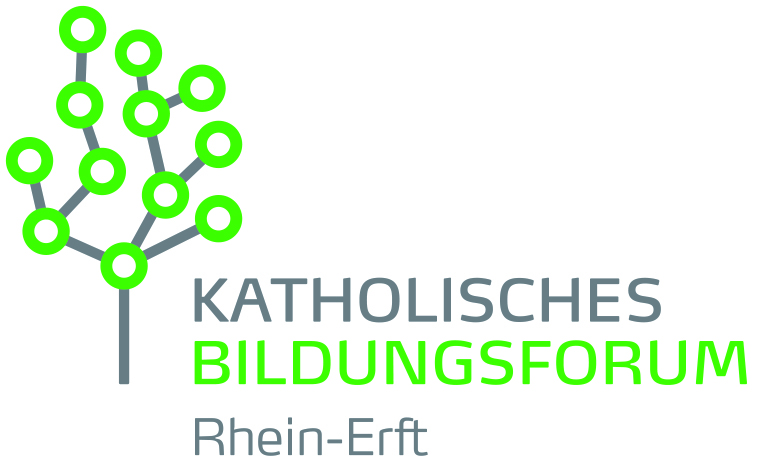 KATHOLISCHES
BILDUNGSFORUM
Rhein-Erft